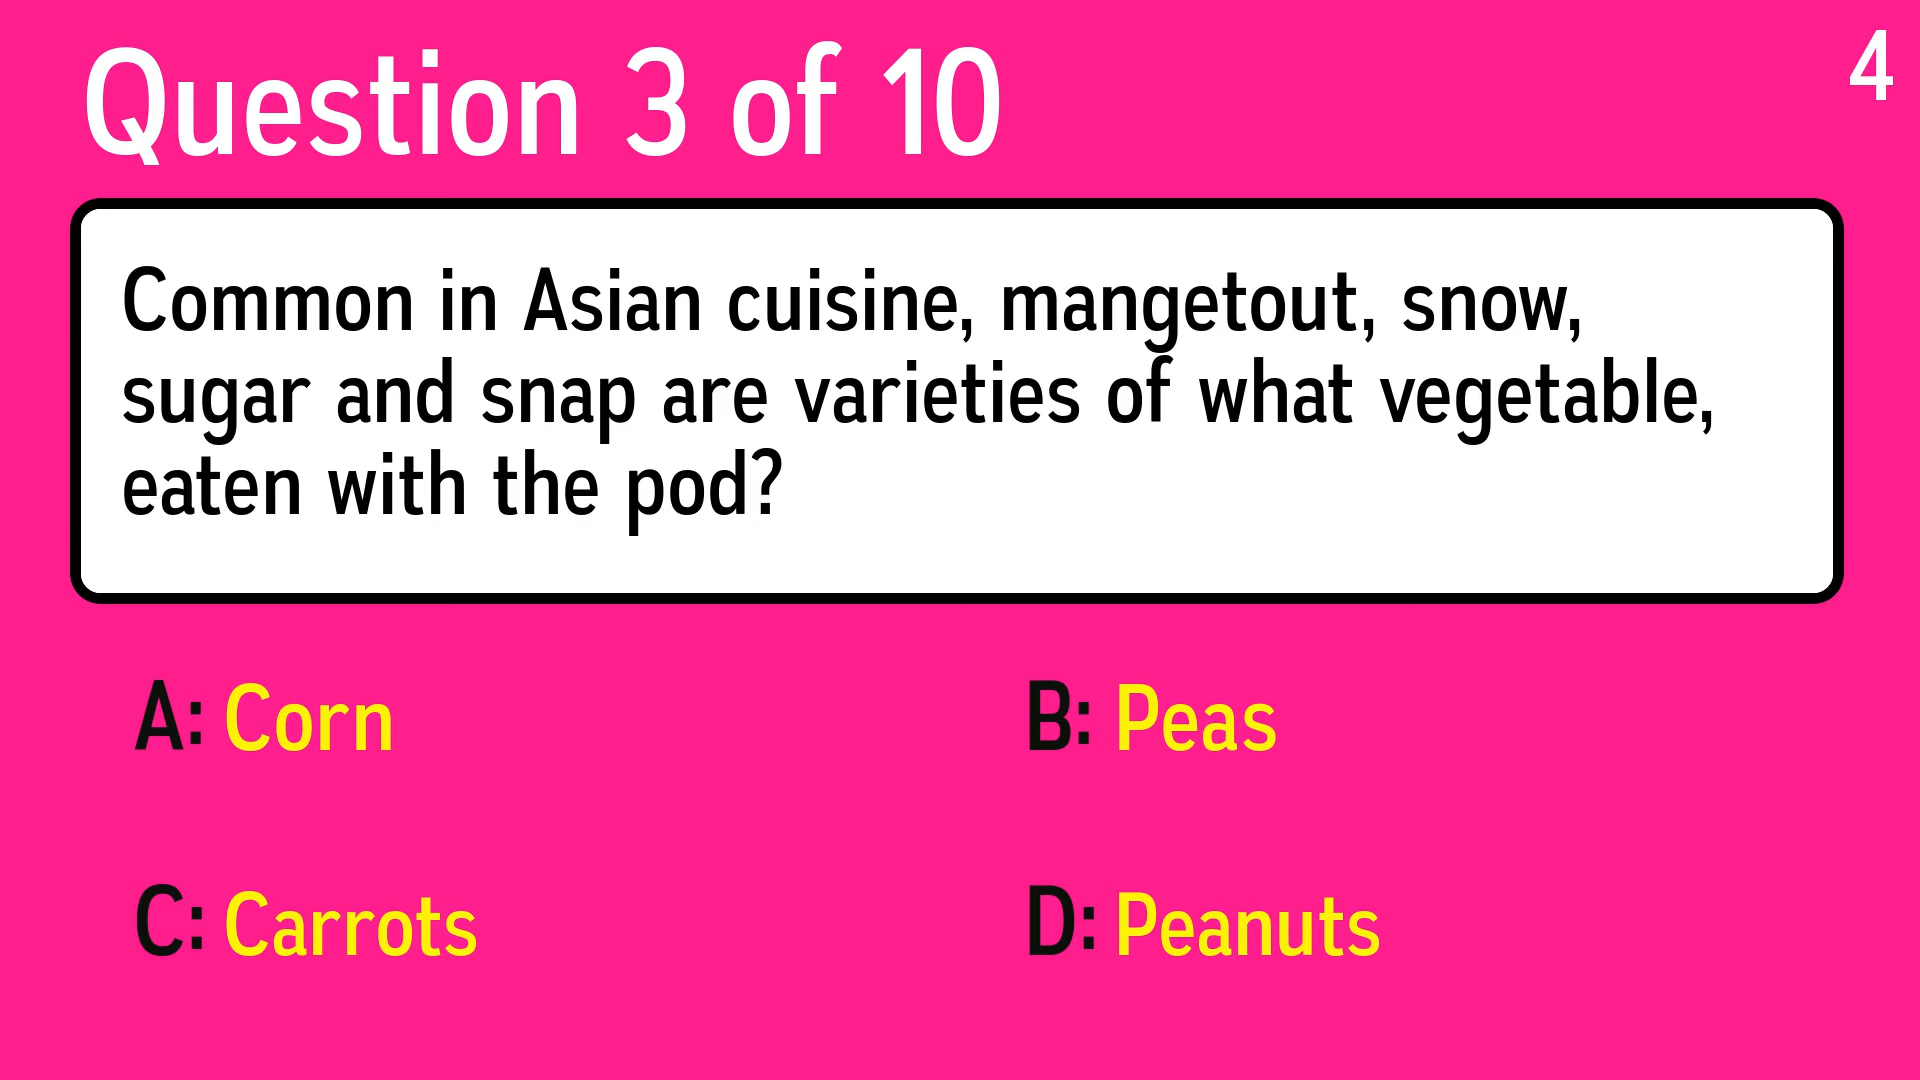 Question 3 of 10
4
Common in Asian cuisine, mangetout, snow,
sugar and snap are varieties of what vegetable,
eaten with the pod?
A: Corn
B: Peas
C: Carrots
D: Peanuts